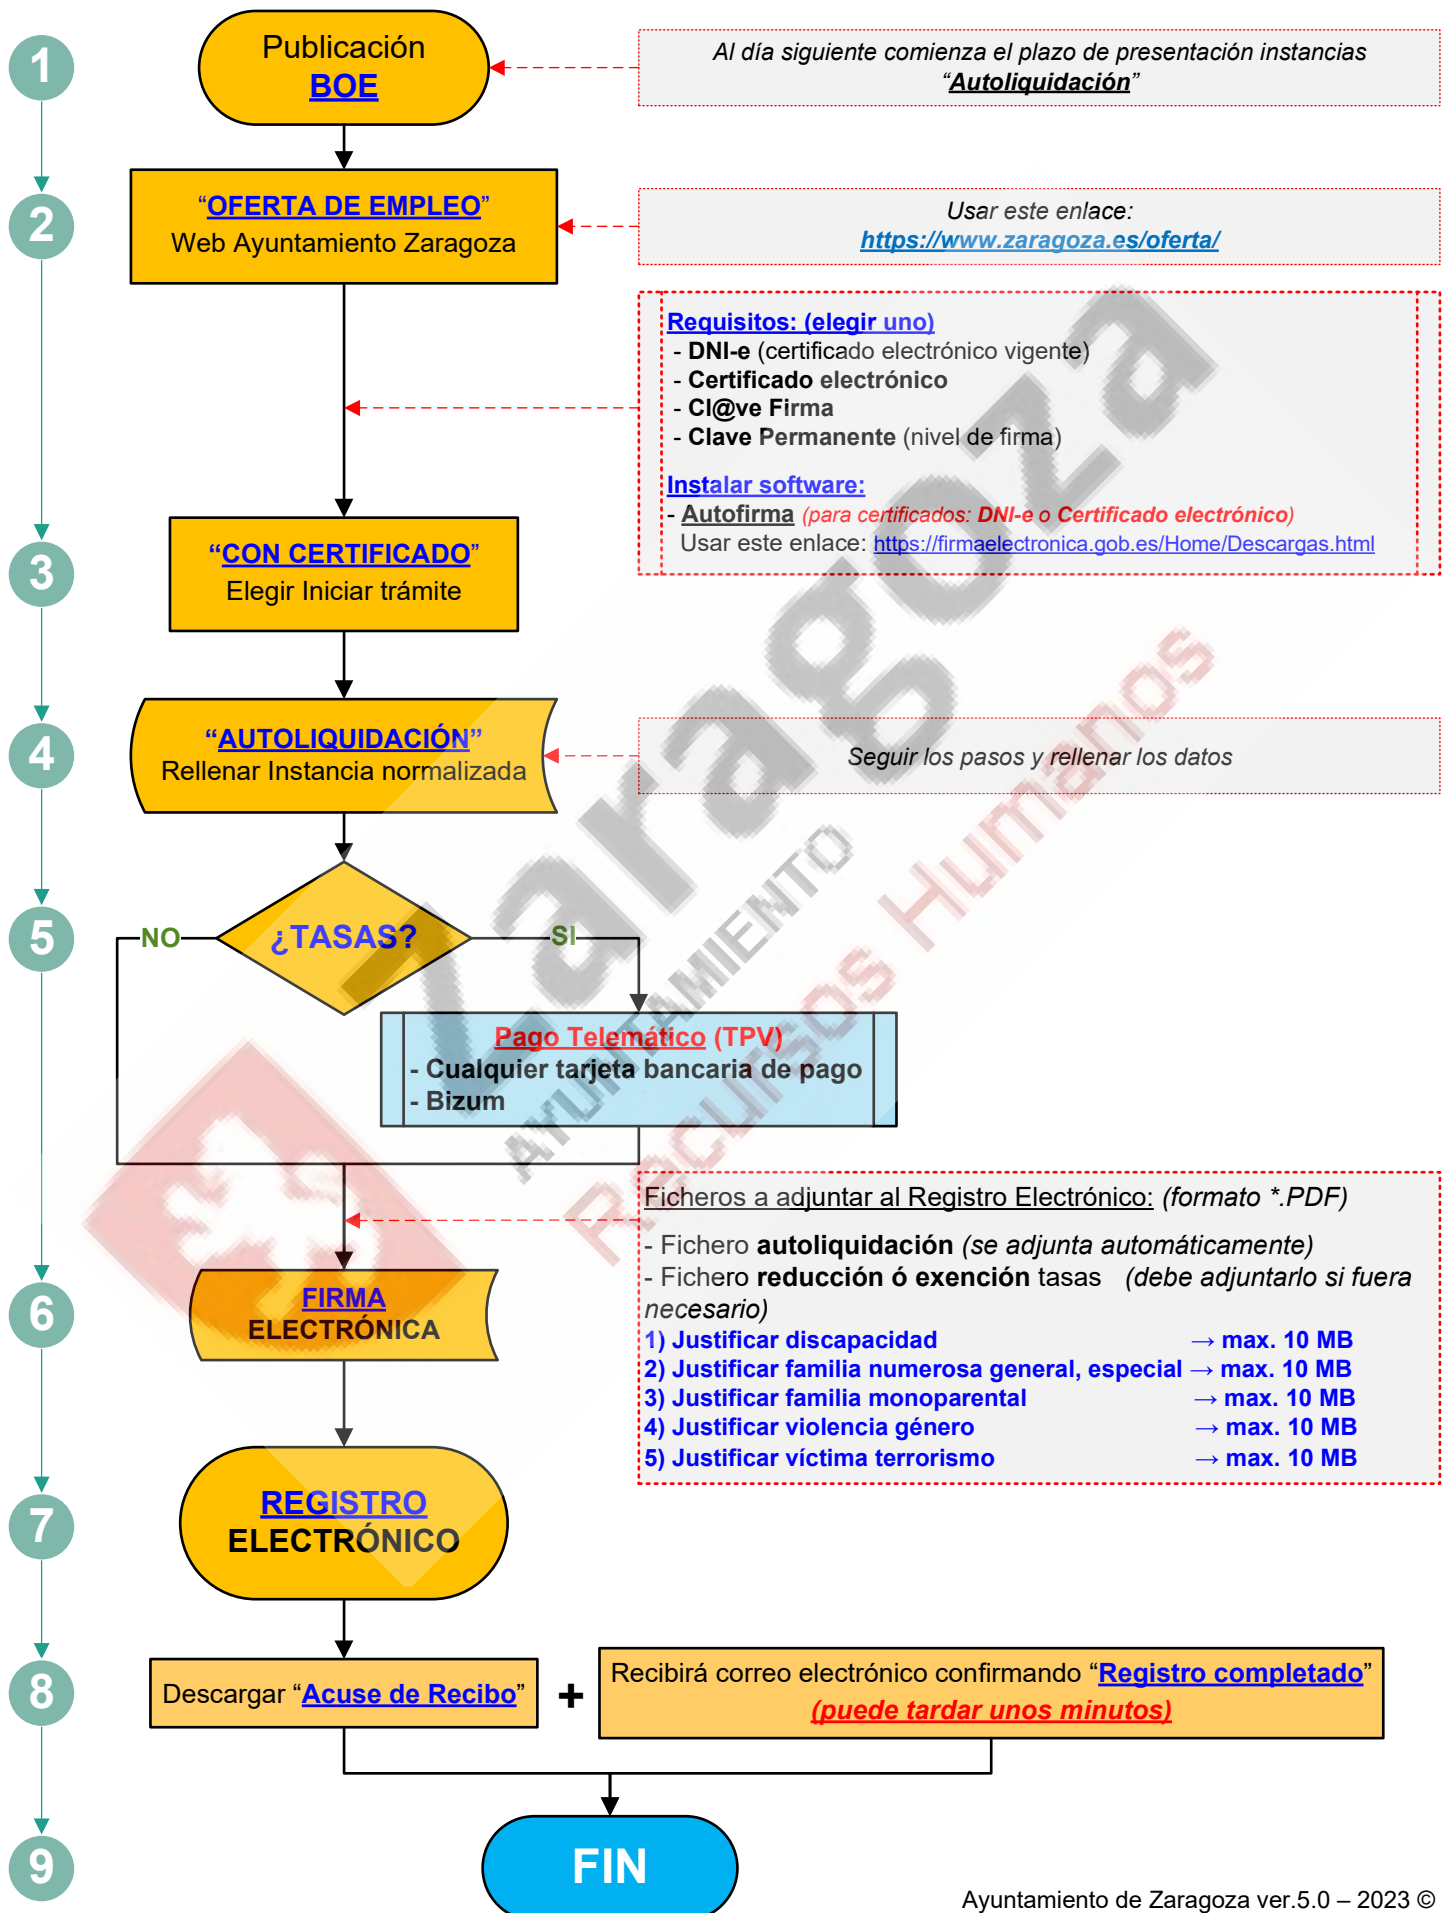 1
Publicación
BOE
Al día siguiente comienza el plazo de presentación instancias
“Autoliquidación”
2
“OFERTA DE EMPLEO”
Web Ayuntamiento Zaragoza
Usar este enlace:
https://www.zaragoza.es/oferta/
Requisitos: (elegir uno)
- DNI-e (certificado electrónico vigente)
- Certificado electrónico
- Cl@ve Firma
- Clave Permanente (nivel de firma)
Instalar software:
- Autofirma (para certificados: DNI-e o Certificado electrónico)
Usar este enlace: https://firmaelectronica.gob.es/Home/Descargas.html
3
“CON CERTIFICADO”
Elegir Iniciar trámite
4
“AUTOLIQUIDACIÓN”
Rellenar Instancia normalizada
Seguir los pasos y rellenar los datos
5
NO
¿TASAS?
SI
Pago Telemático (TPV)
- Cualquier tarjeta bancaria de pago
- Bizum
Ficheros a adjuntar al Registro Electrónico: (formato *.PDF)
- Fichero autoliquidación (se adjunta automáticamente)
- Fichero reducción ó exención tasas (debe adjuntarlo si fuera
necesario)
1) Justificar discapacidad → max. 10 MB
2) Justificar familia numerosa general, especial → max. 10 MB
3) Justificar familia monoparental → max. 10 MB
4) Justificar violencia género → max. 10 MB
5) Justificar víctima terrorismo → max. 10 MB
6
FIRMA
ELECTRÓNICA
7
REGISTRO
ELECTRÓNICO
8
Descargar “Acuse de Recibo”
+
Recibirá correo electrónico confirmando “Registro completado”
(puede tardar unos minutos)
9
FIN
Ayuntamiento de Zaragoza ver.5.0 – 2023 ©
Zaragoza
AYUNTAMIENTO
Recursos Humanos